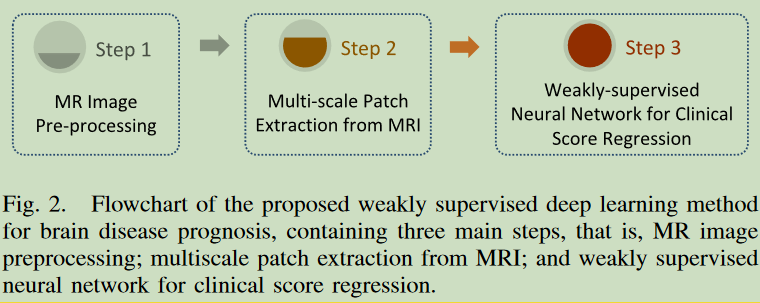 Step 1
MR Image
Pre-processing
Step 2
Multi-scale Patch
Extraction from MRI
Step 3
Weakly-supervised
Neural Network for Clinical
Score Regression
Fig. 2. Flowchart of the proposed weakly supervised deep learning method
for brain disease prognosis, containing three main steps, that is, MR image
preprocessing; multiscale patch extraction from MRI; and weakly supervised
neural network for clinical score regression.